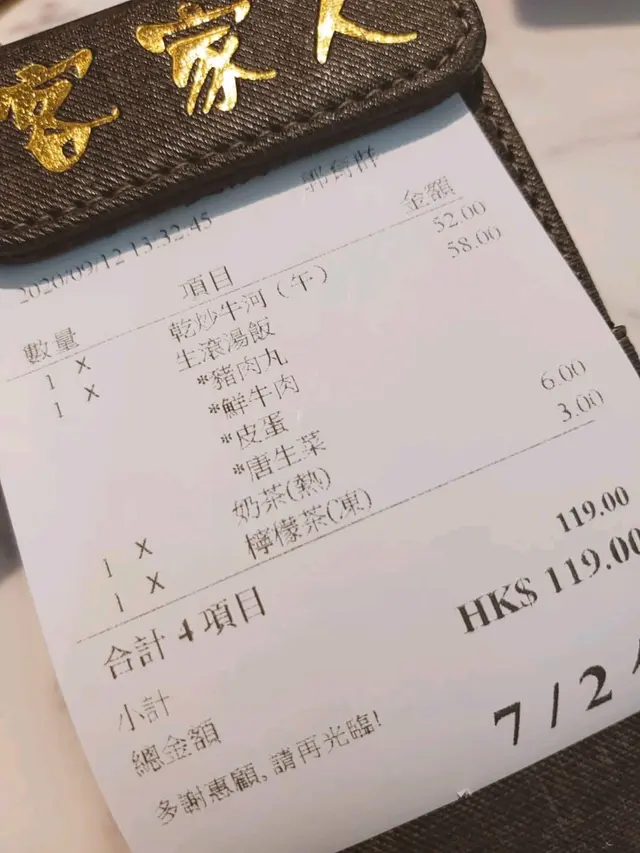 客家人
郭富財
2020/09/12 13:32:45
數量 項目 金額
1 X 乾炒牛河（午） 52.00
1 X 生滾湯飯 58.00
*豬肉丸
*鮮牛肉
*皮蛋
*唐生菜
1 X 奶茶(熱) 6.00
1 X 檸檬茶(凍) 3.00
合計 4 項目
小計 119.00
總金額 HK$ 119.00
7/2
多謝惠顧, 請再光臨!